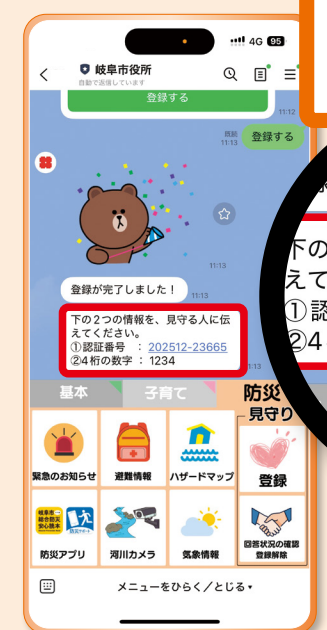 4G 95
岐阜市役所
自動で返信しています
登録する
11:12
既読
11:13
登録する
11:13
登録が完了しました！
11:13
下の2つの情報を、見守る人に伝
えてください。
①認証番号 ：202512-23665
②4桁の数字 ：1234
下の
えて
①認
②4
基本
子育て
防災
見守り
緊急のお知らせ
避難情報
ハザードマップ
登録
防災アプリ
河川カメラ
気象情報
回答状況の確認
登録解除
メニューをひらく／とじる▾